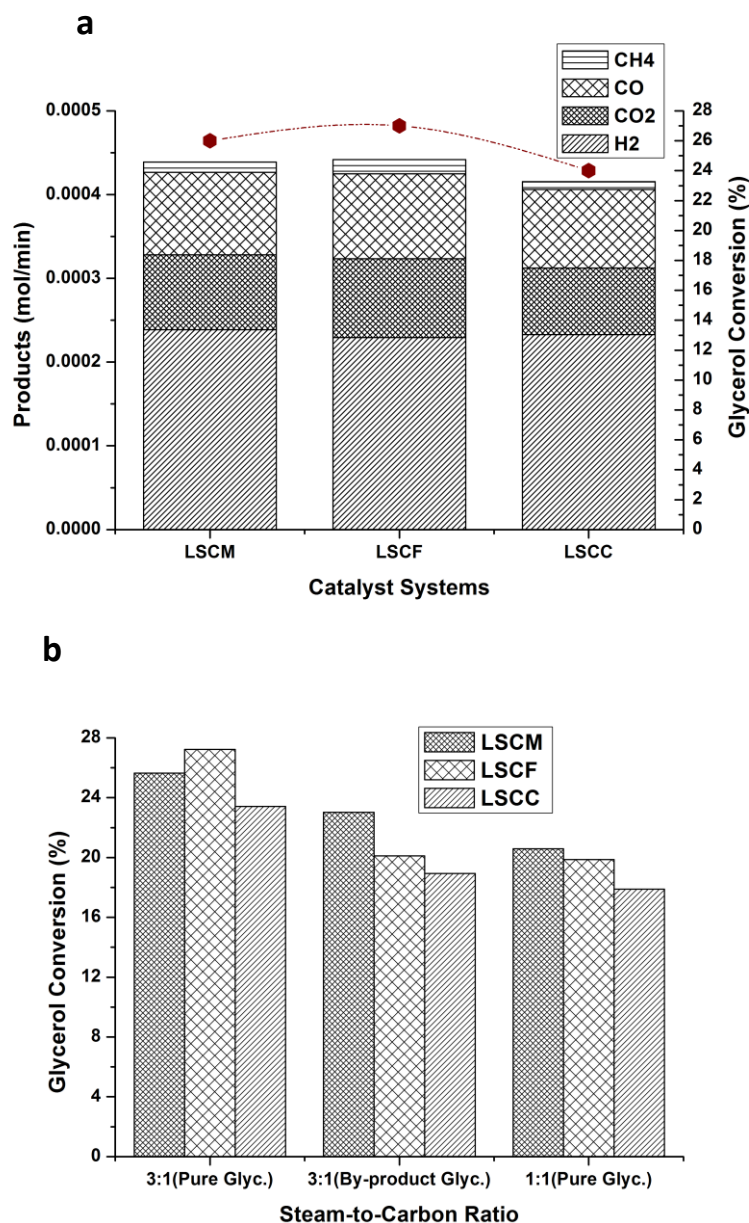 a
CH4
CO
CO2
H2
0.0005
0.0004
0.0003
0.0002
0.0001
0.0000
Products (mol/min)
28
26
24
22
20
18
16
14
12
10
8
6
4
2
0
Glycerol Conversion (%)
LSCM LSCF LSCC
Catalyst Systems
b
LSCM
LSCF
LSCC
28
24
20
16
12
8
4
0
Glycerol Conversion (%)
3:1(Pure Glyc.) 3:1(By-product Glyc.) 1:1(Pure Glyc.)
Steam-to-Carbon Ratio